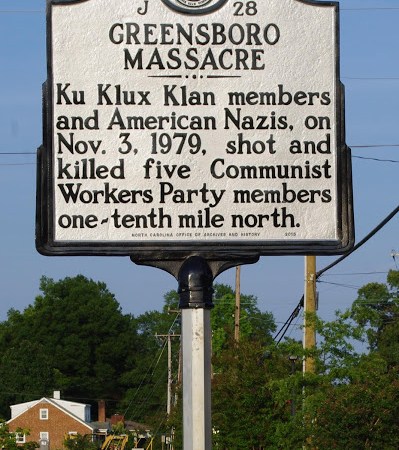 J 28
GREENSBORO
MASSACRE
Ku Klux Klan members
and American Nazis, on
Nov. 3, 1979, shot and
killed five Communist
Workers Party members
one-tenth mile north.
NORTH CAROLINA OFFICE OF ARCHIVES AND HISTORY